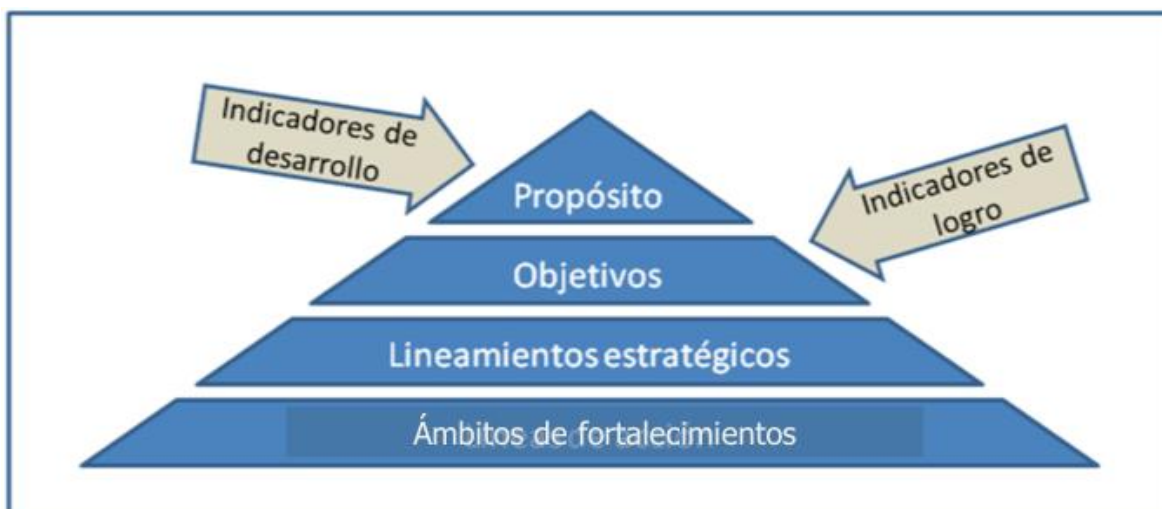 Indicadores de
desarrollo
Indicadores de
logro
Propósito
Objetivos
Lineamientos estratégicos
Ámbitos de fortalecimientos